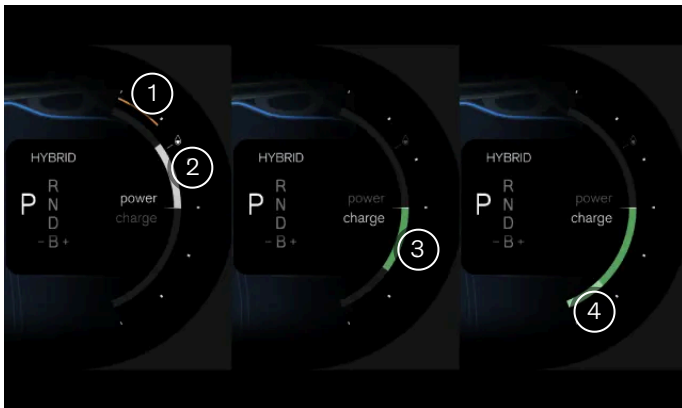 1
2
HYBRID
P
R
N
D
- B +
power
charge
HYBRID
P
R
N
D
- B +
power
charge
3
HYBRID
P
R
N
D
- B +
power
charge
4